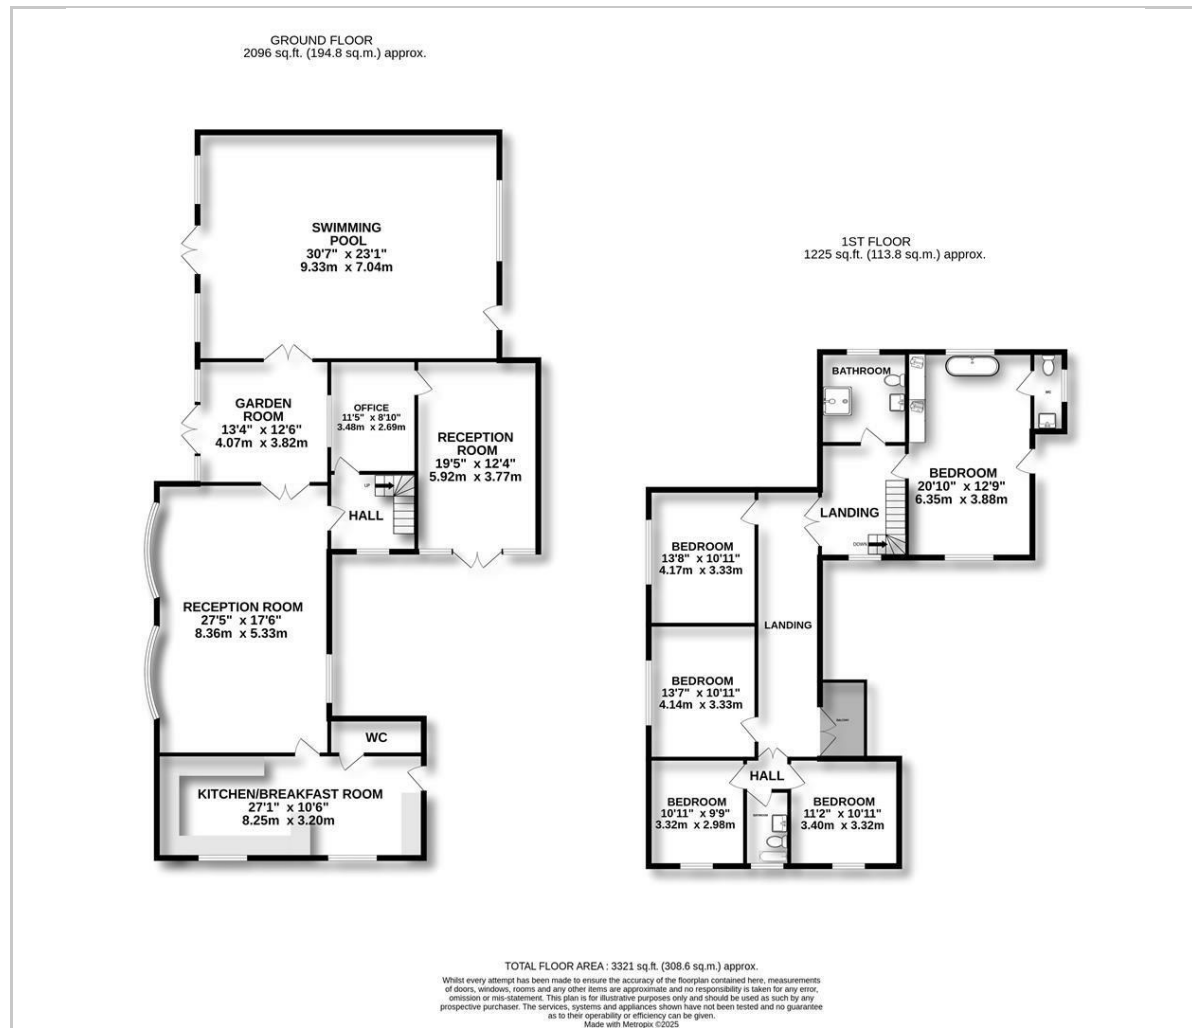 GROUND FLOOR
2096 sq.ft. (194.8 sq.m.) approx.
SWIMMING
POOL
30'7" x 23'1"
9.33m x 7.04m
GARDEN
ROOM
13'4" x 12'6"
4.07m x 3.82m
OFFICE
11'5" x 8'10"
3.48m x 2.69m
RECEPTION
ROOM
19'5" x 12'4"
5.92m x 3.77m
UP
HALL
RECEPTION ROOM
27'5" x 17'6"
8.36m x 5.33m
WC
KITCHEN/BREAKFAST ROOM
27'1" x 10'6"
8.25m x 3.20m
1ST FLOOR
1225 sq.ft. (113.8 sq.m.) approx.
BATHROOM
WC
BEDROOM
20'10" x 12'9"
6.35m x 3.88m
LANDING
DOWN
BEDROOM
13'8" x 10'11"
4.17m x 3.33m
LANDING
BEDROOM
13'7" x 10'11"
4.14m x 3.33m
BALCONY
HALL
BEDROOM
10'11" x 9'9"
3.32m x 2.98m
BATHROOM
BEDROOM
11'2" x 10'11"
3.40m x 3.32m
TOTAL FLOOR AREA : 3321 sq.ft. (308.6 sq.m.) approx.
Whilst every attempt has been made to ensure the accuracy of the floorplan contained here, measurements
of doors, windows, rooms and any other items are approximate and no responsibility is taken for any error,
omission or mis-statement. This plan is for illustrative purposes only and should be used as such by any
prospective purchaser. The services, systems and appliances shown have not been tested and no guarantee
as to their operability or efficiency can be given.
Made with Metropix ©2025